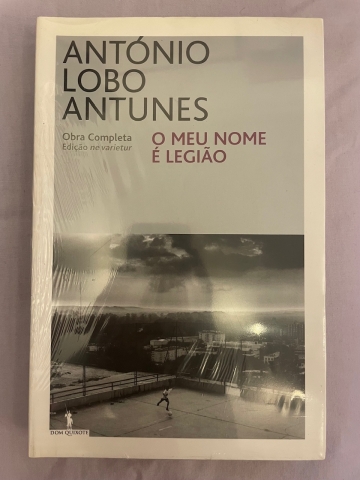 ANTÓNIO
LOBO
ANTUNES
Obra Completa
Edição ne varietur
O MEU NOME
É LEGIÃO
DOM QUIXOTE